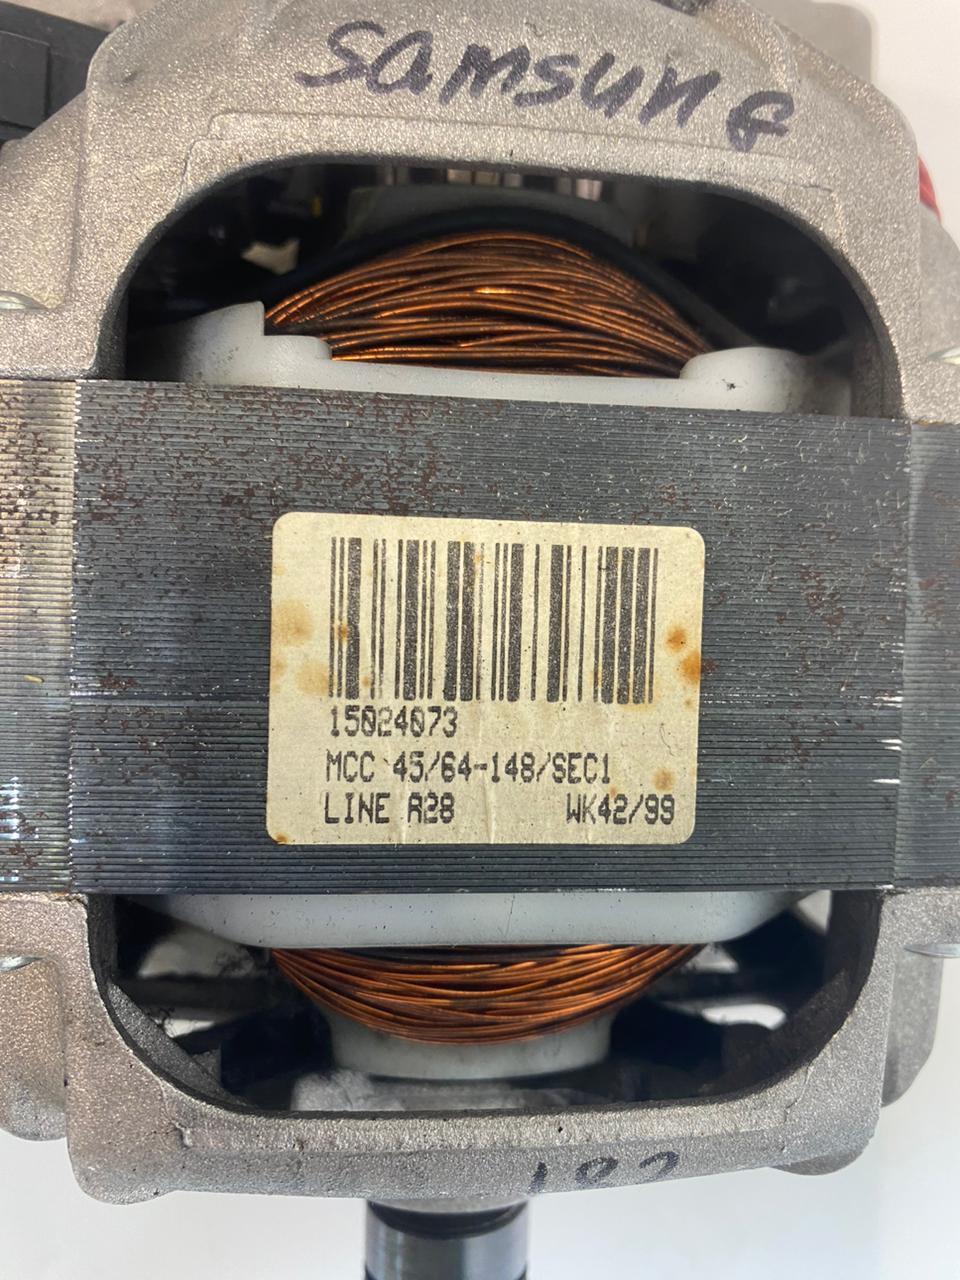 SAMSUNG
15024073
MCC 45/64-148/SEC1
LINE A28 WK42/99